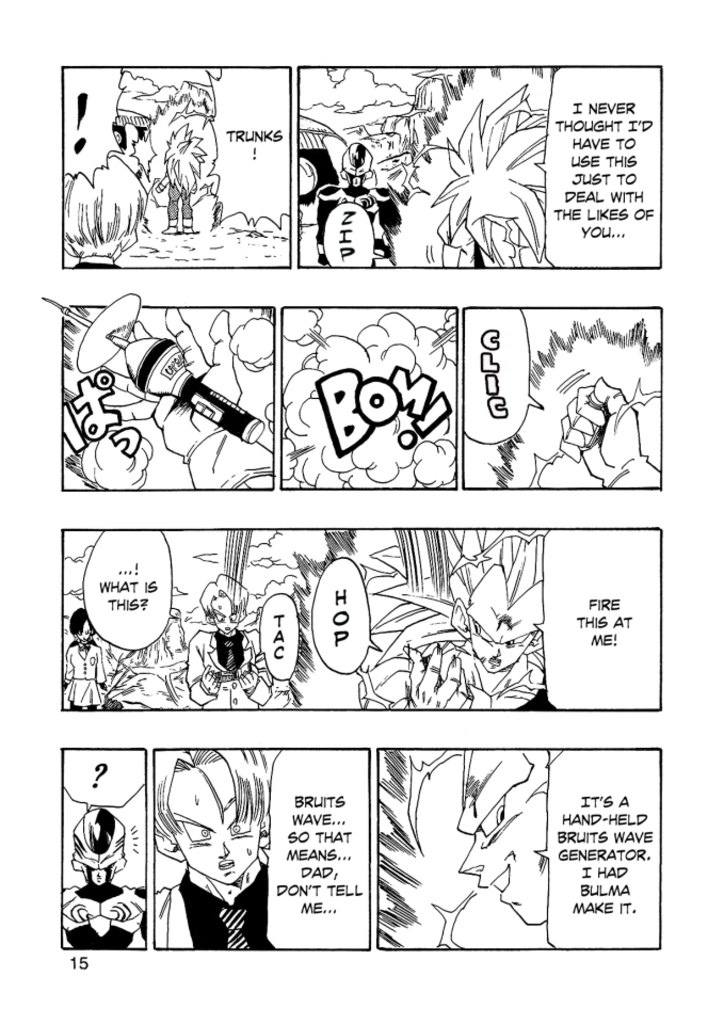 I NEVER
THOUGHT I'D
HAVE TO
USE THIS
JUST TO
DEAL WITH
THE LIKES OF
YOU...
ZIP
TRUNKS
!
!
CLIC
BOM!
ぱっ
FIRE
THIS AT
ME!
HOP
TAC
...!
WHAT IS
THIS?
IT'S A
HAND-HELD
BRUITS WAVE
GENERATOR.
I HAD
BULMA
MAKE IT.
BRUITS
WAVE...
SO THAT
MEANS...
DAD,
DON'T TELL
ME...
?
15